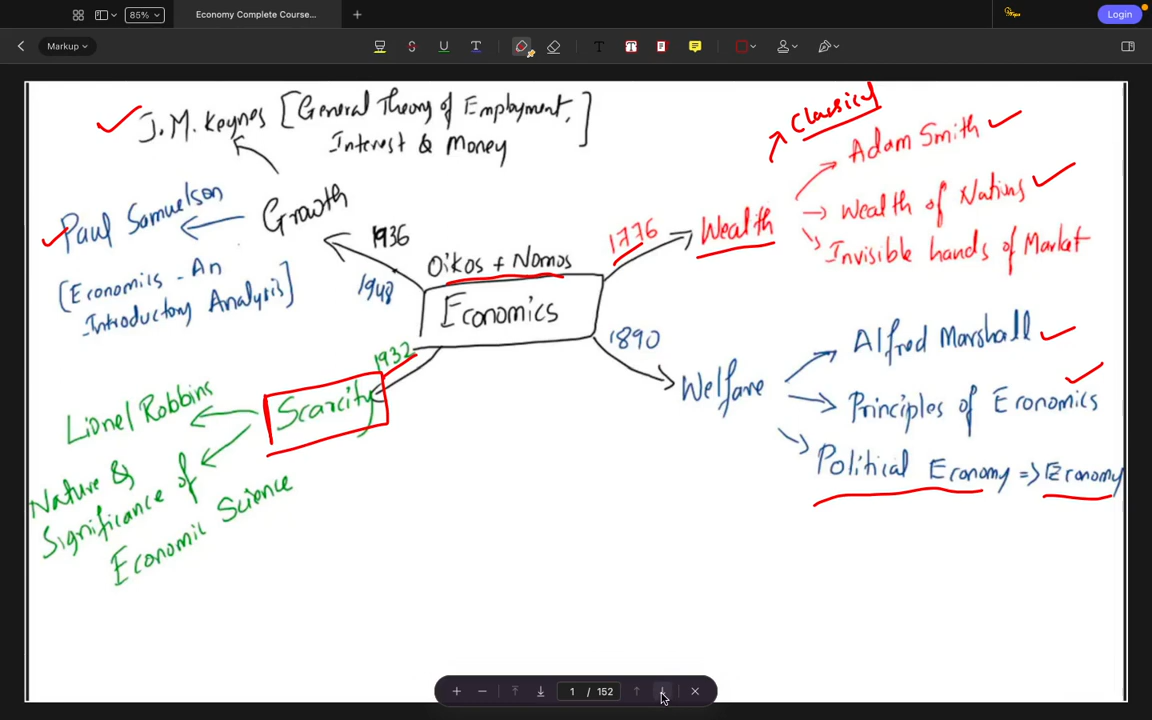 85%
Economy Complete Course...
Login
Markup
Classical
J.M. Keynes [General Theory of Employment,
Interest & Money]
Adam Smith
Paul Samuelson
Growth
Wealth of Nations
1936
1776
Wealth
Invisible hands of Market
Oikos + Nomos
[Economics - An
Introductory Analysis]
1948
Economics
1890
Alfred Marshall
1932
Welfare
Lionel Robbins
Scarcity
Principles of Economics
Political Economy => Economy
Nature &
Significance of
Economic Science
1 / 152